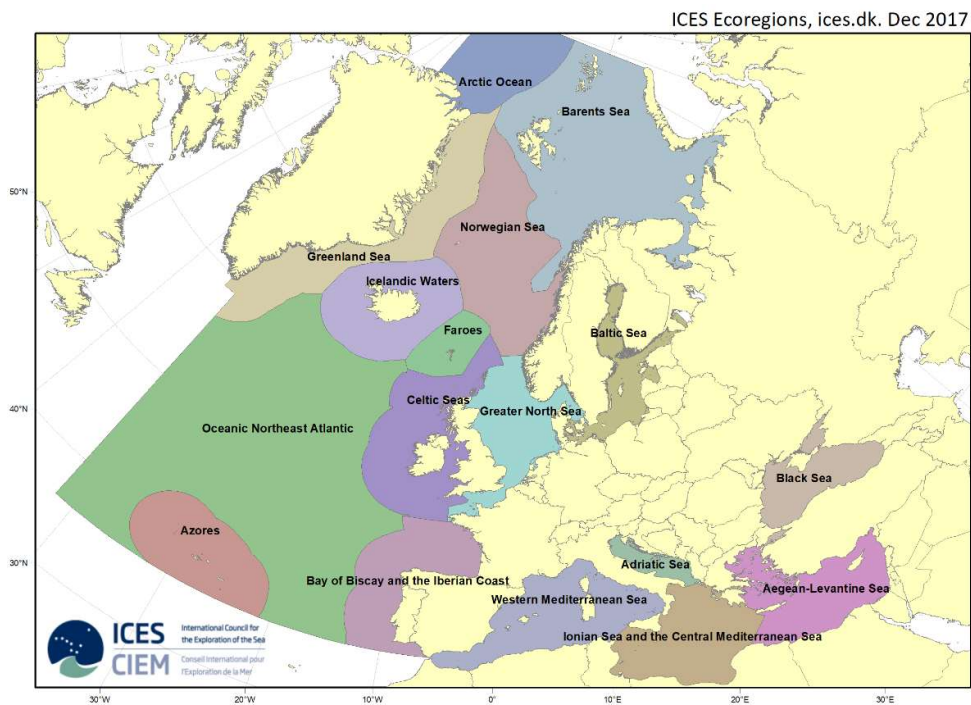 ICES Ecoregions, ices.dk. Dec 2017
Arctic Ocean
Barents Sea
50°N
Norwegian Sea
Greenland Sea
Icelandic Waters
Faroes
Baltic Sea
40°N
Celtic Seas
Greater North Sea
Oceanic Northeast Atlantic
Black Sea
Azores
30°N
Adriatic Sea
Bay of Biscay and the Iberian Coast
Aegean-Levantine Sea
Western Mediterranean Sea
Ionian Sea and the Central Mediterranean Sea
ICES
CIEM
International Council for
the Exploration of the Sea
Conseil International pour
l'Exploration de la Mer
30°W
20°W
10°W
0°
10°E
20°E
30°E